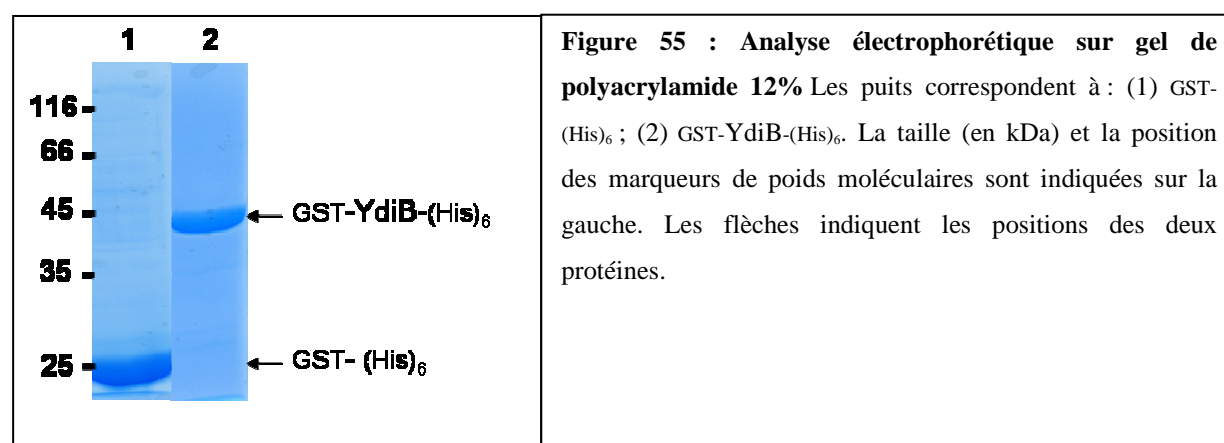 1 2
116
66
45 GST-YdiB-(His)₆
35
25 GST- (His)₆
Figure 55 : Analyse électrophorétique sur gel de
polyacrylamide 12% Les puits correspondent à : (1) GST-
(His)₆ ; (2) GST-YdiB-(His)₆. La taille (en kDa) et la position
des marqueurs de poids moléculaires sont indiquées sur la
gauche. Les flèches indiquent les positions des deux
protéines.